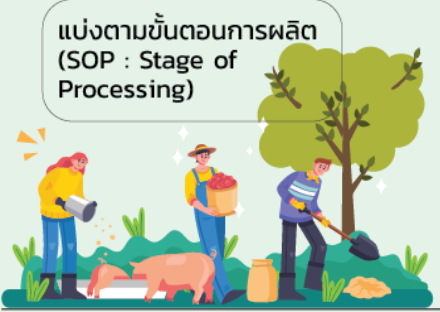 แบ่งตามขั้นตอนการผลิต
(SOP : Stage of
Processing)